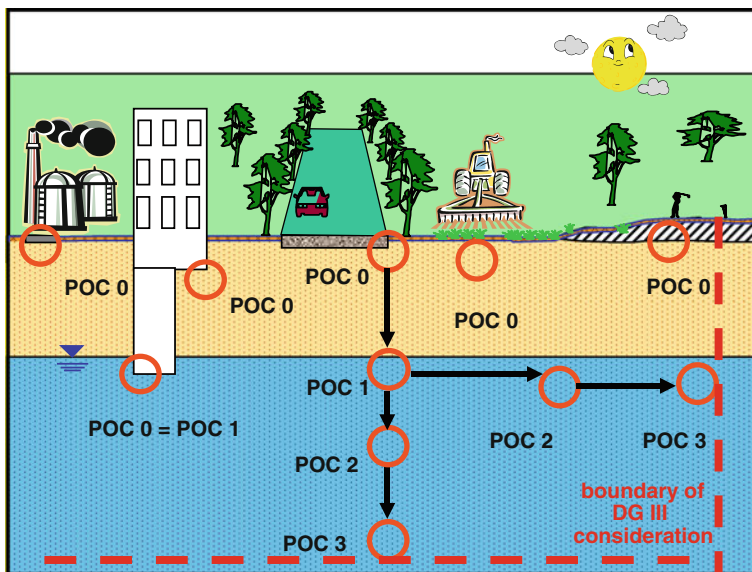 POC 0
POC 0
POC 0
POC 0
POC 0
POC 1
POC 0 = POC 1
POC 2
POC 3
POC 2
boundary of
DG III
consideration
POC 3